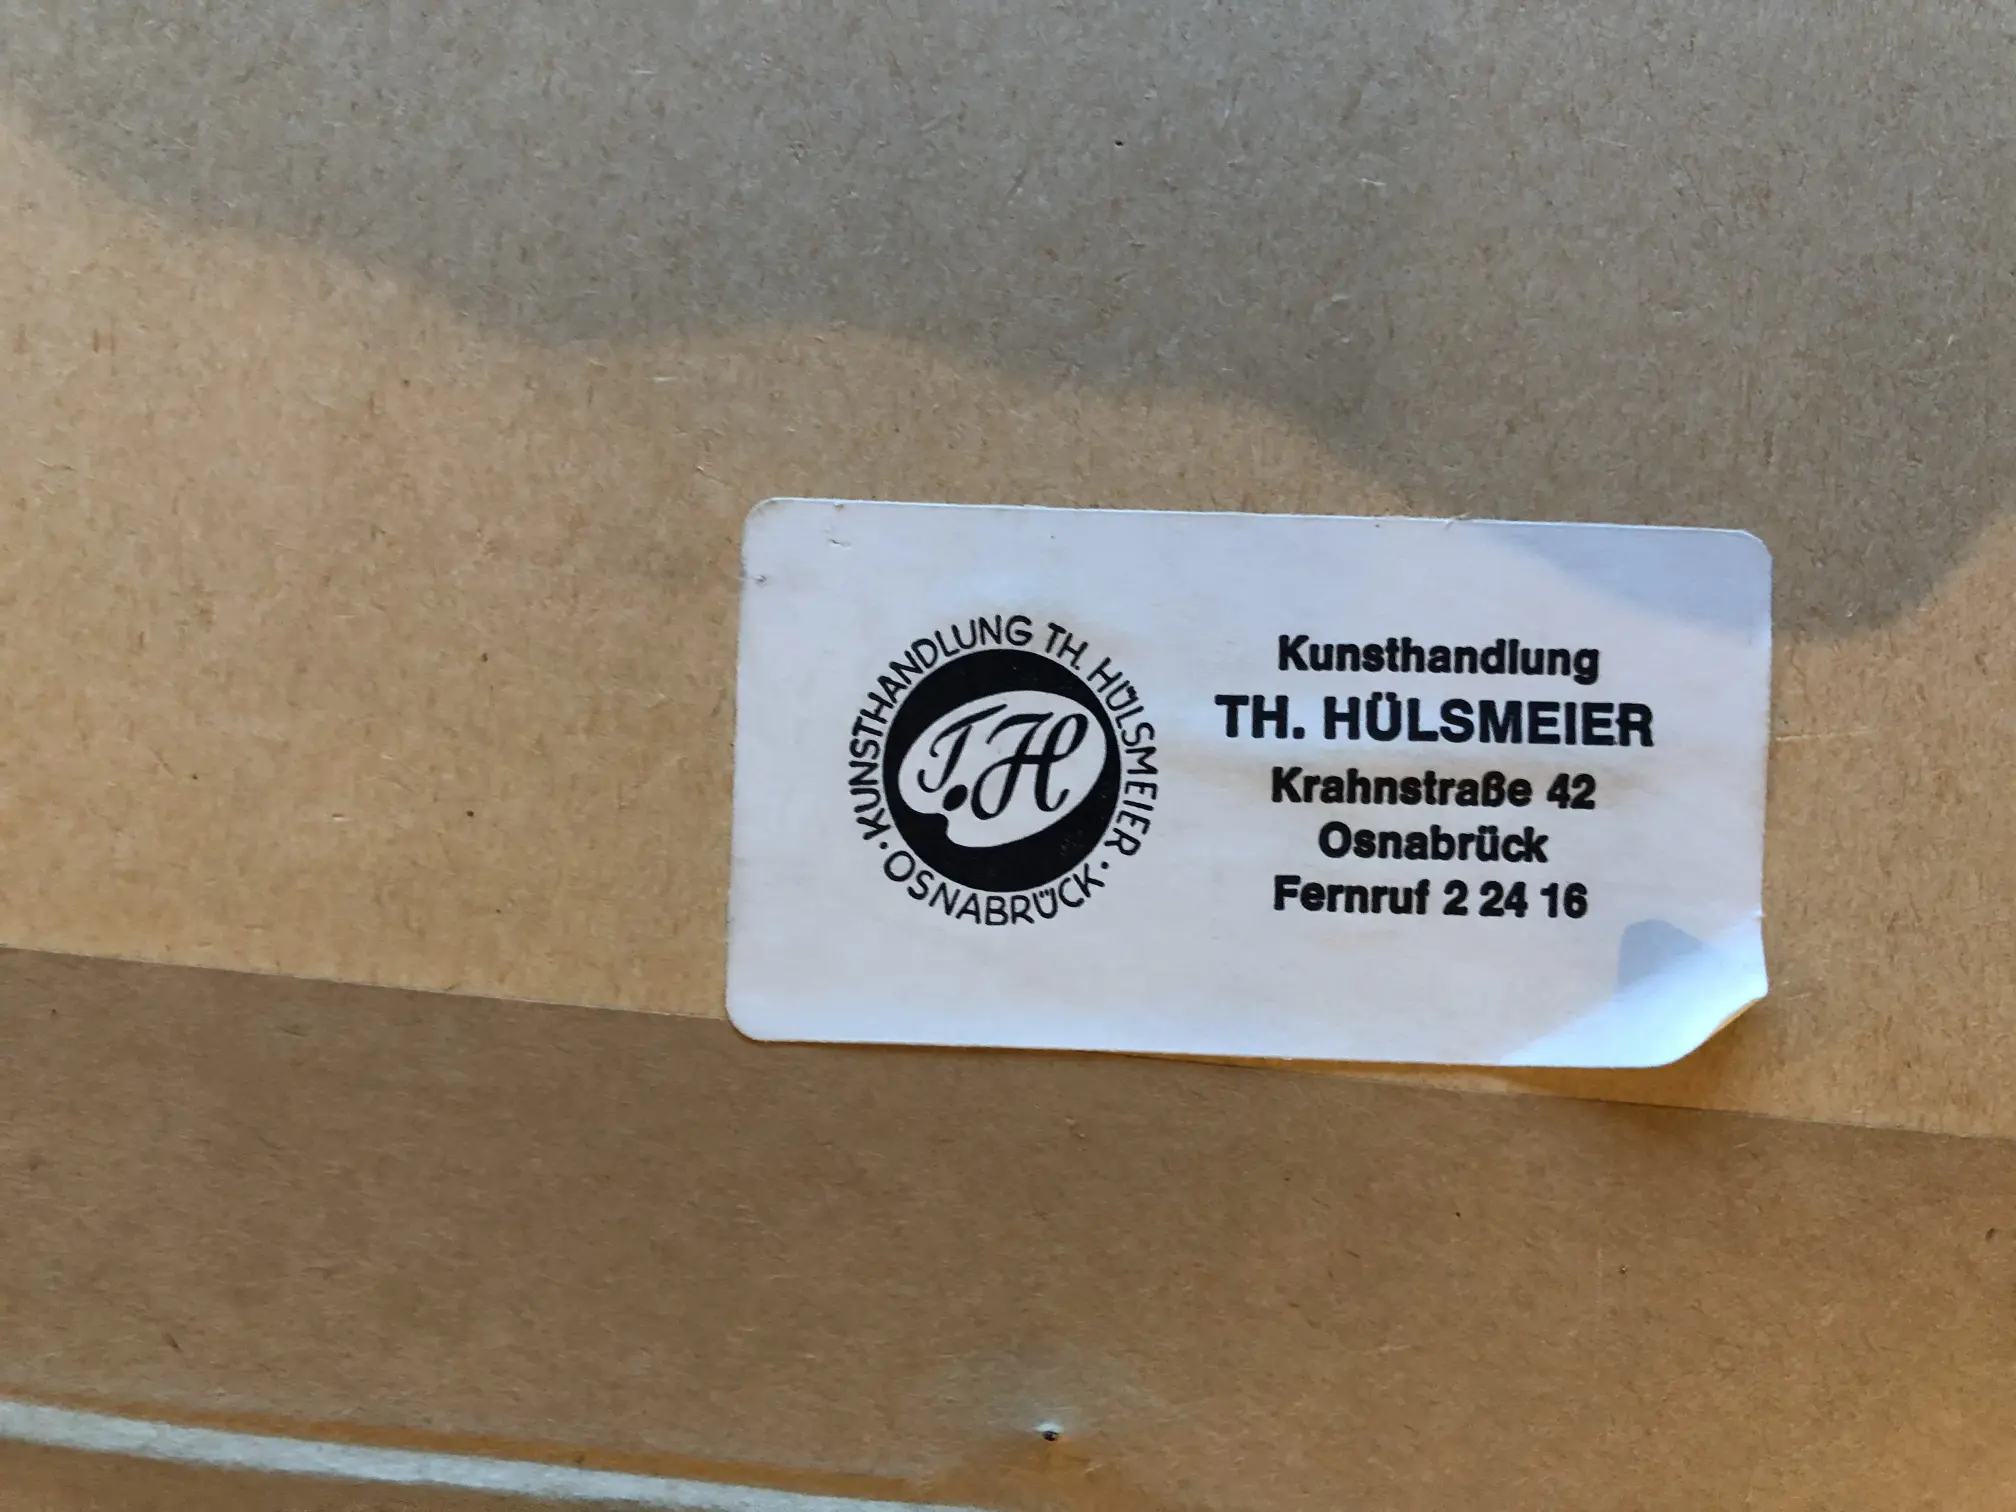 KUNSTHANDLUNG TH. HÜLSMEIER
· OSNABRÜCK ·
T.H
Kunsthandlung
TH. HÜLSMEIER
Krahnstraße 42
Osnabrück
Fernruf 2 24 16